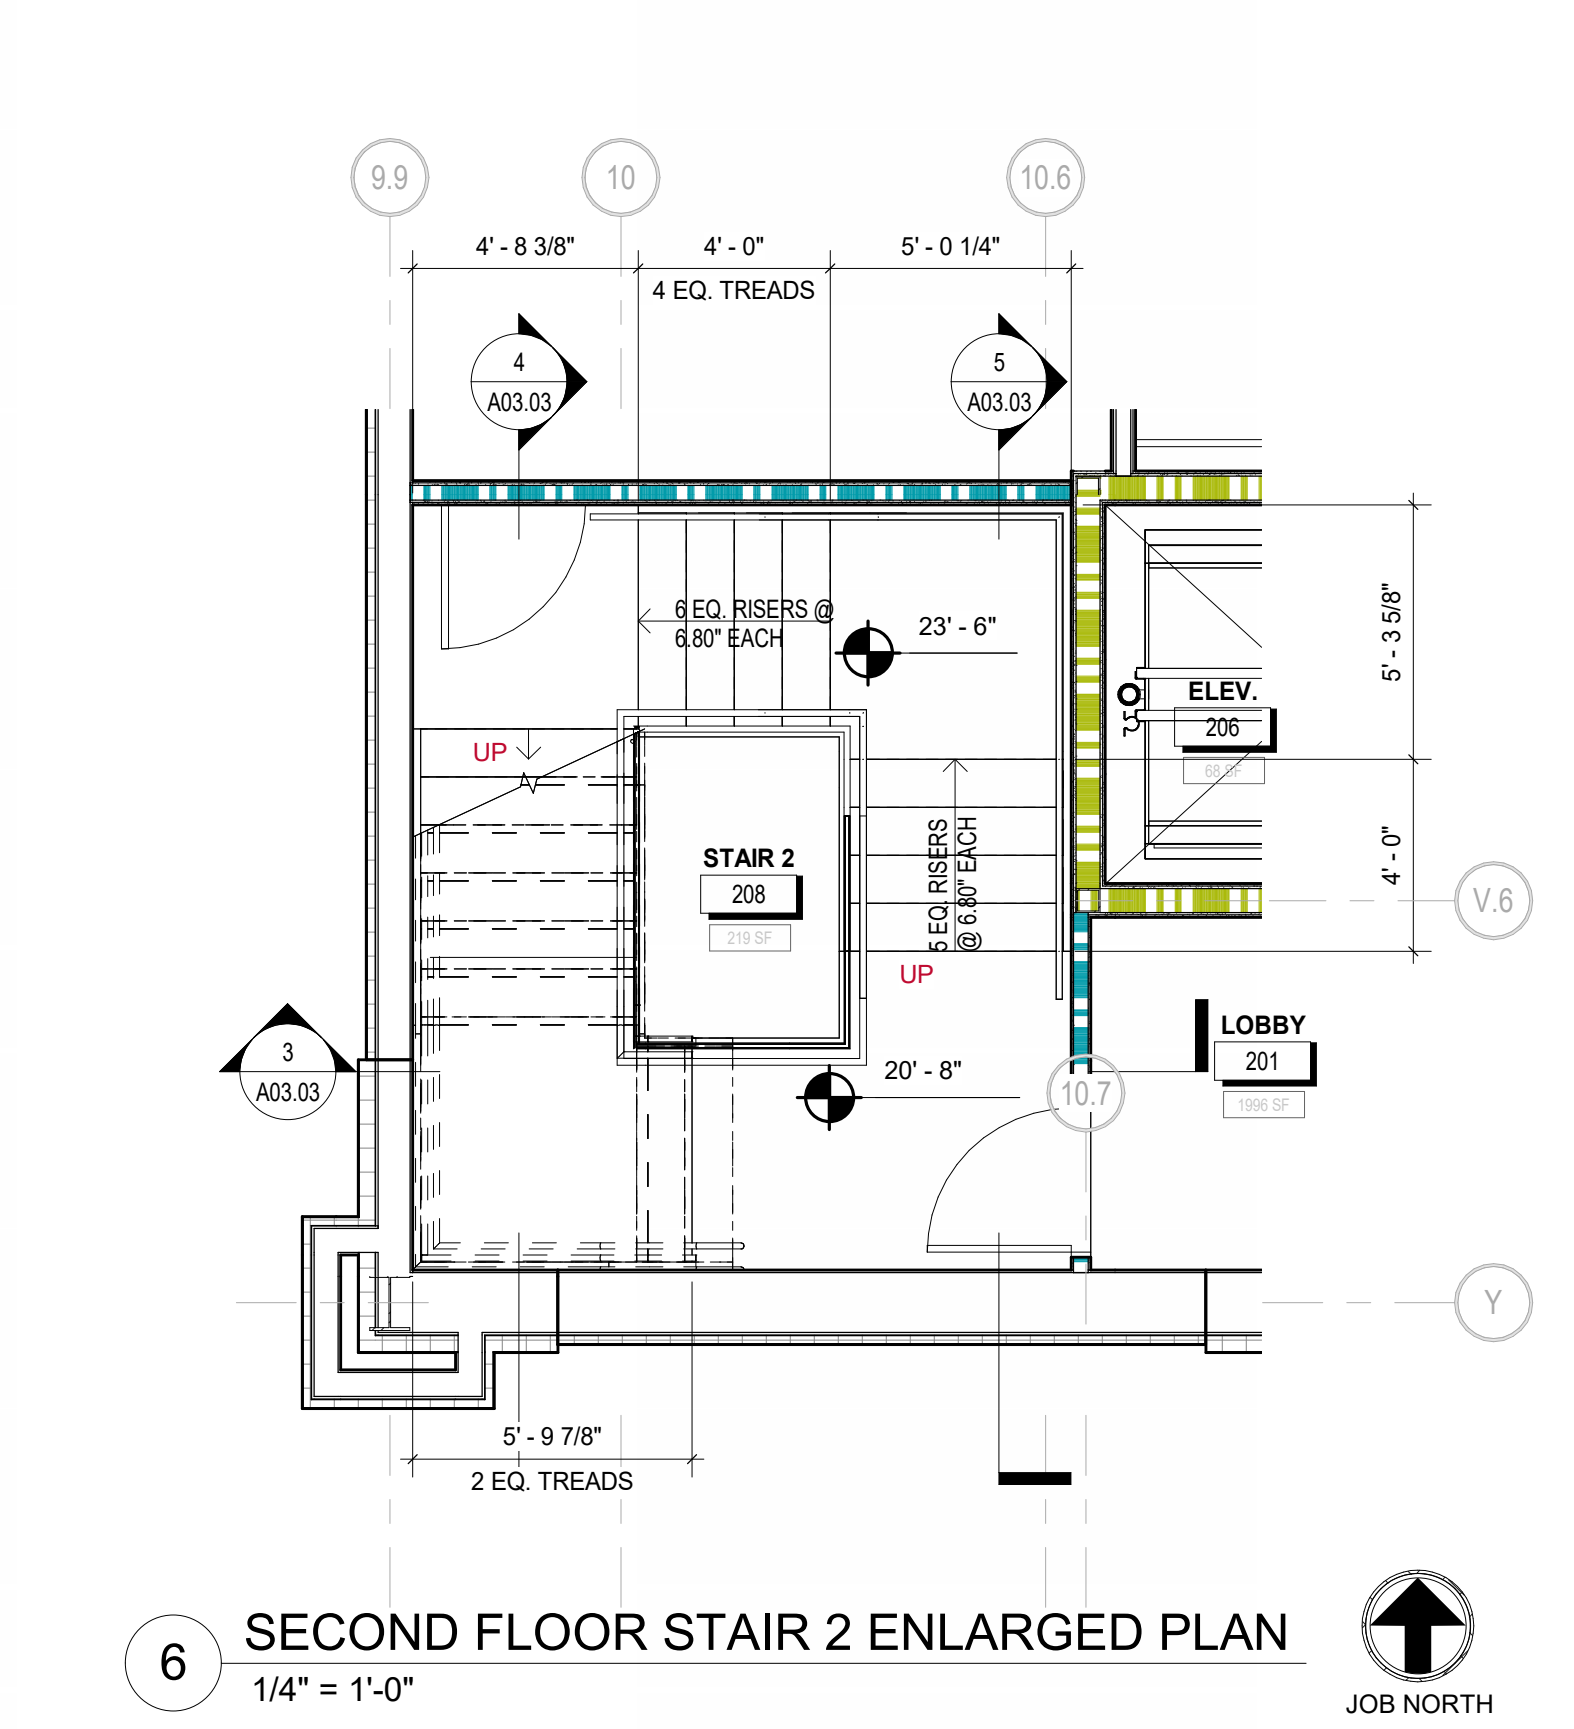 9.9
10
10.6
4' - 8 3/8"
4' - 0"
5' - 0 1/4"
4 EQ. TREADS
4
A03.03
5
A03.03
6 EQ. RISERS @
6.80" EACH
23' - 6"
5' - 3 5/8"
ELEV.
206
68 SF
UP
STAIR 2
208
219 SF
5 EQ. RISERS
@ 6.80" EACH
4' - 0"
V.6
UP
LOBBY
201
1996 SF
3
A03.03
20' - 8"
10.7
Y
5' - 9 7/8"
2 EQ. TREADS
6
SECOND FLOOR STAIR 2 ENLARGED PLAN
1/4" = 1'-0"
JOB NORTH